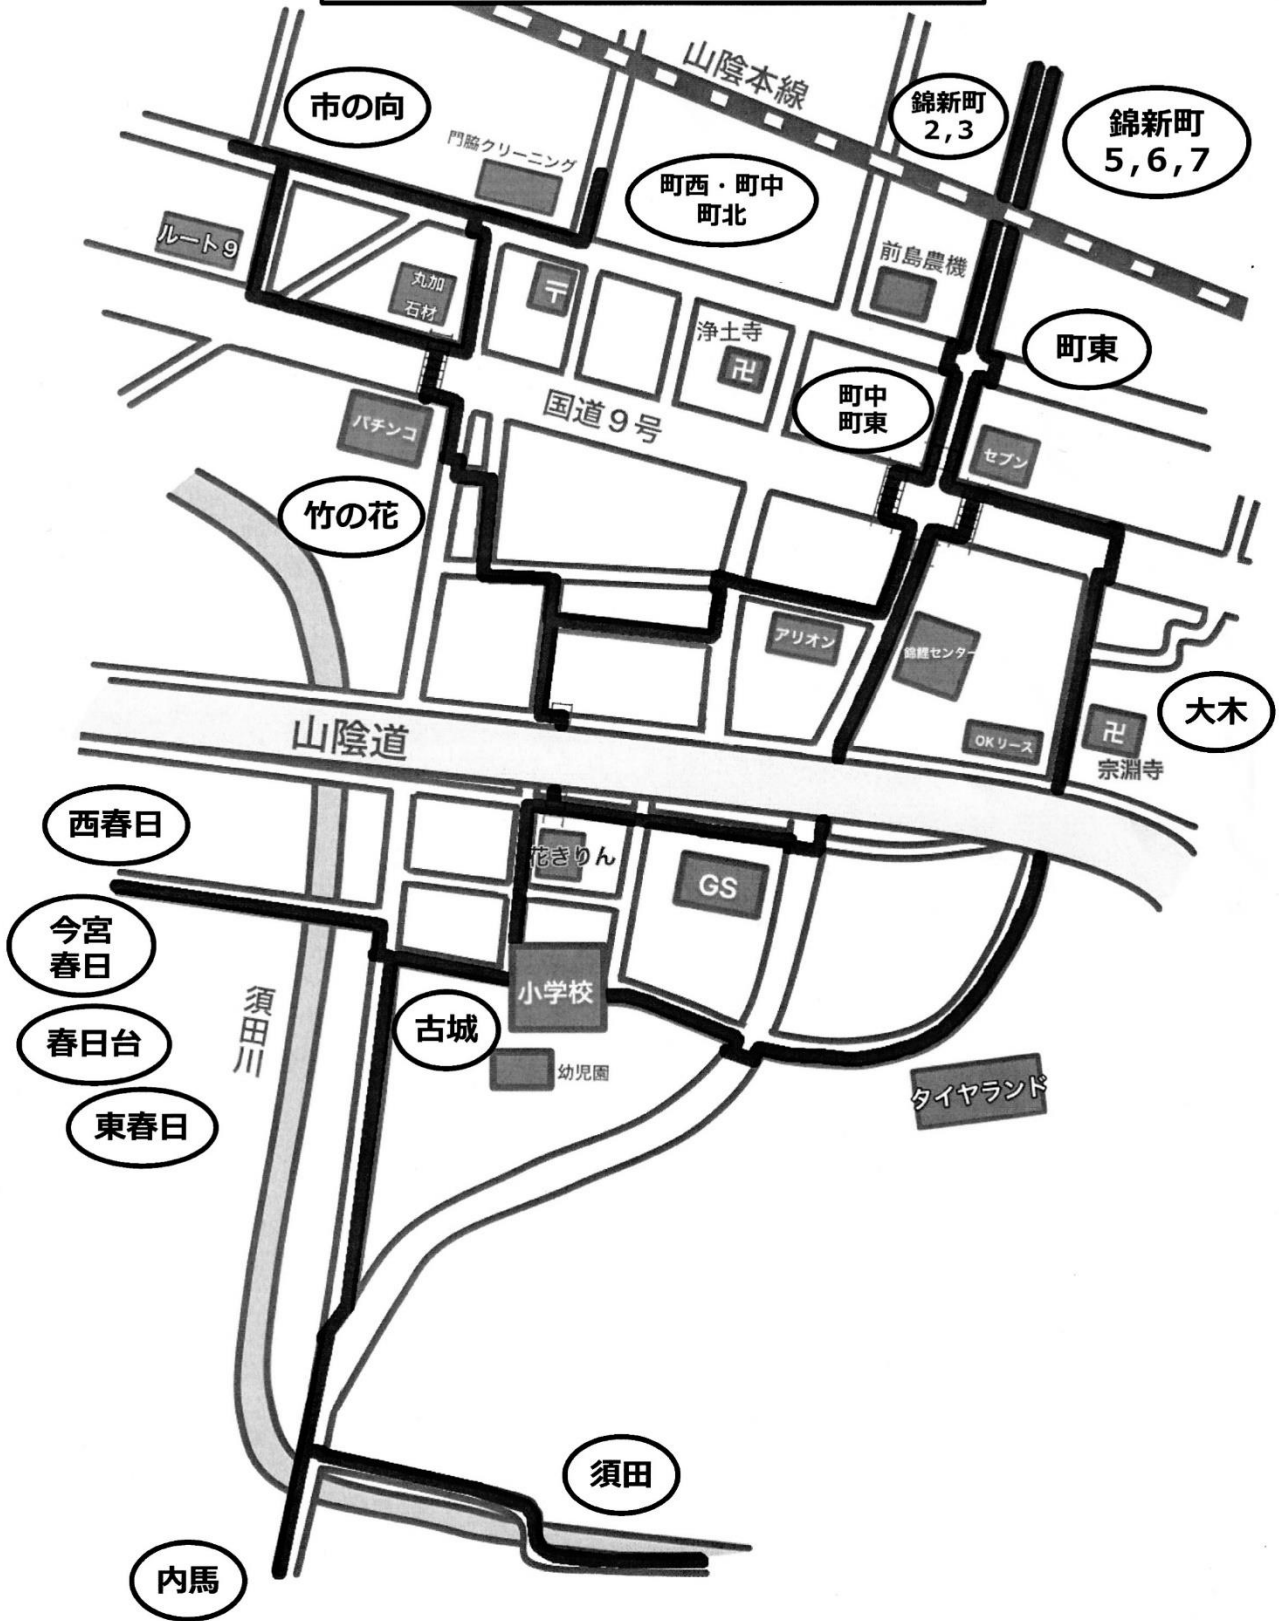 山陰本線
市の向
門脇クリーニング
錦新町
2,3
錦新町
5,6,7
町西・町中
町北
ルート9
丸加
石材
〒
前島農機
浄土寺
卍
町東
町中
町東
国道9号
パチンコ
セブン
竹の花
アリオン
錦鯉センター
大木
山陰道
OKリース
卍
宗淵寺
西春日
花きりん
GS
今宮
春日
小学校
須田川
古城
春日台
幼児園
タイヤランド
東春日
須田
内馬